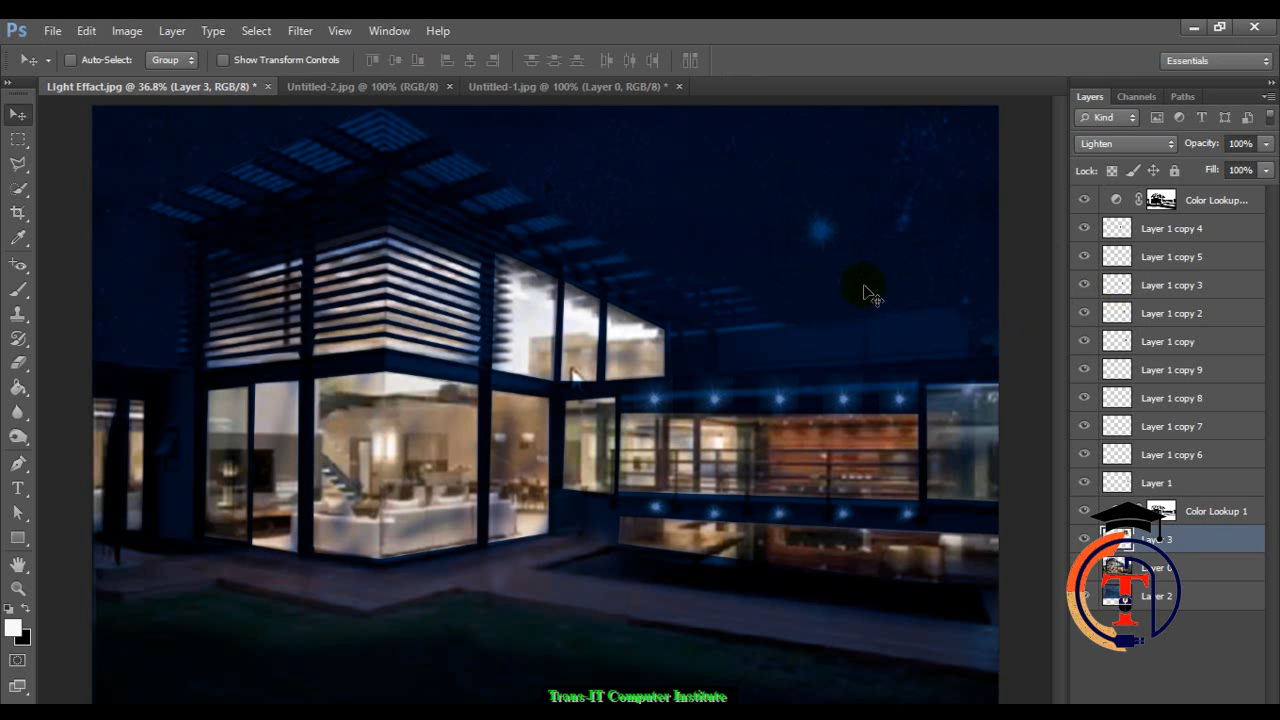 Ps File Edit Image Layer Type Select Filter View Window Help
Auto-Select: Group Show Transform Controls Essentials
LIght Effect.jpg @ 36.8% (Layer 3, RGB/8) * × Untitled-2.jpg @ 100% (RGB/8) × Untitled-1.jpg @ 100% (Layer 0, RGB/8) * ×
Layers Channels Paths
Kind
Lighten Opacity: 100%
Lock: Fill: 100%
Color Lookup...
Layer 1 copy 4
Layer 1 copy 5
Layer 1 copy 3
Layer 1 copy 2
Layer 1 copy
Layer 1 copy 9
Layer 1 copy 8
Layer 1 copy 7
Layer 1 copy 6
Layer 1
Color Lookup 1
Layer 3
Layer 0
Layer 2
T
Trans-IT Computer Institute